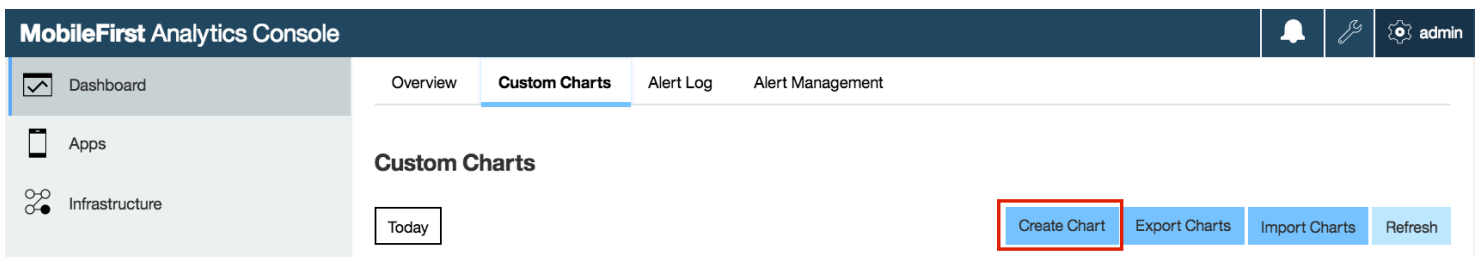 MobileFirst Analytics Console
admin
Dashboard
Apps
Infrastructure
Overview
Custom Charts
Alert Log
Alert Management
Custom Charts
Today
Create Chart
Export Charts
Import Charts
Refresh